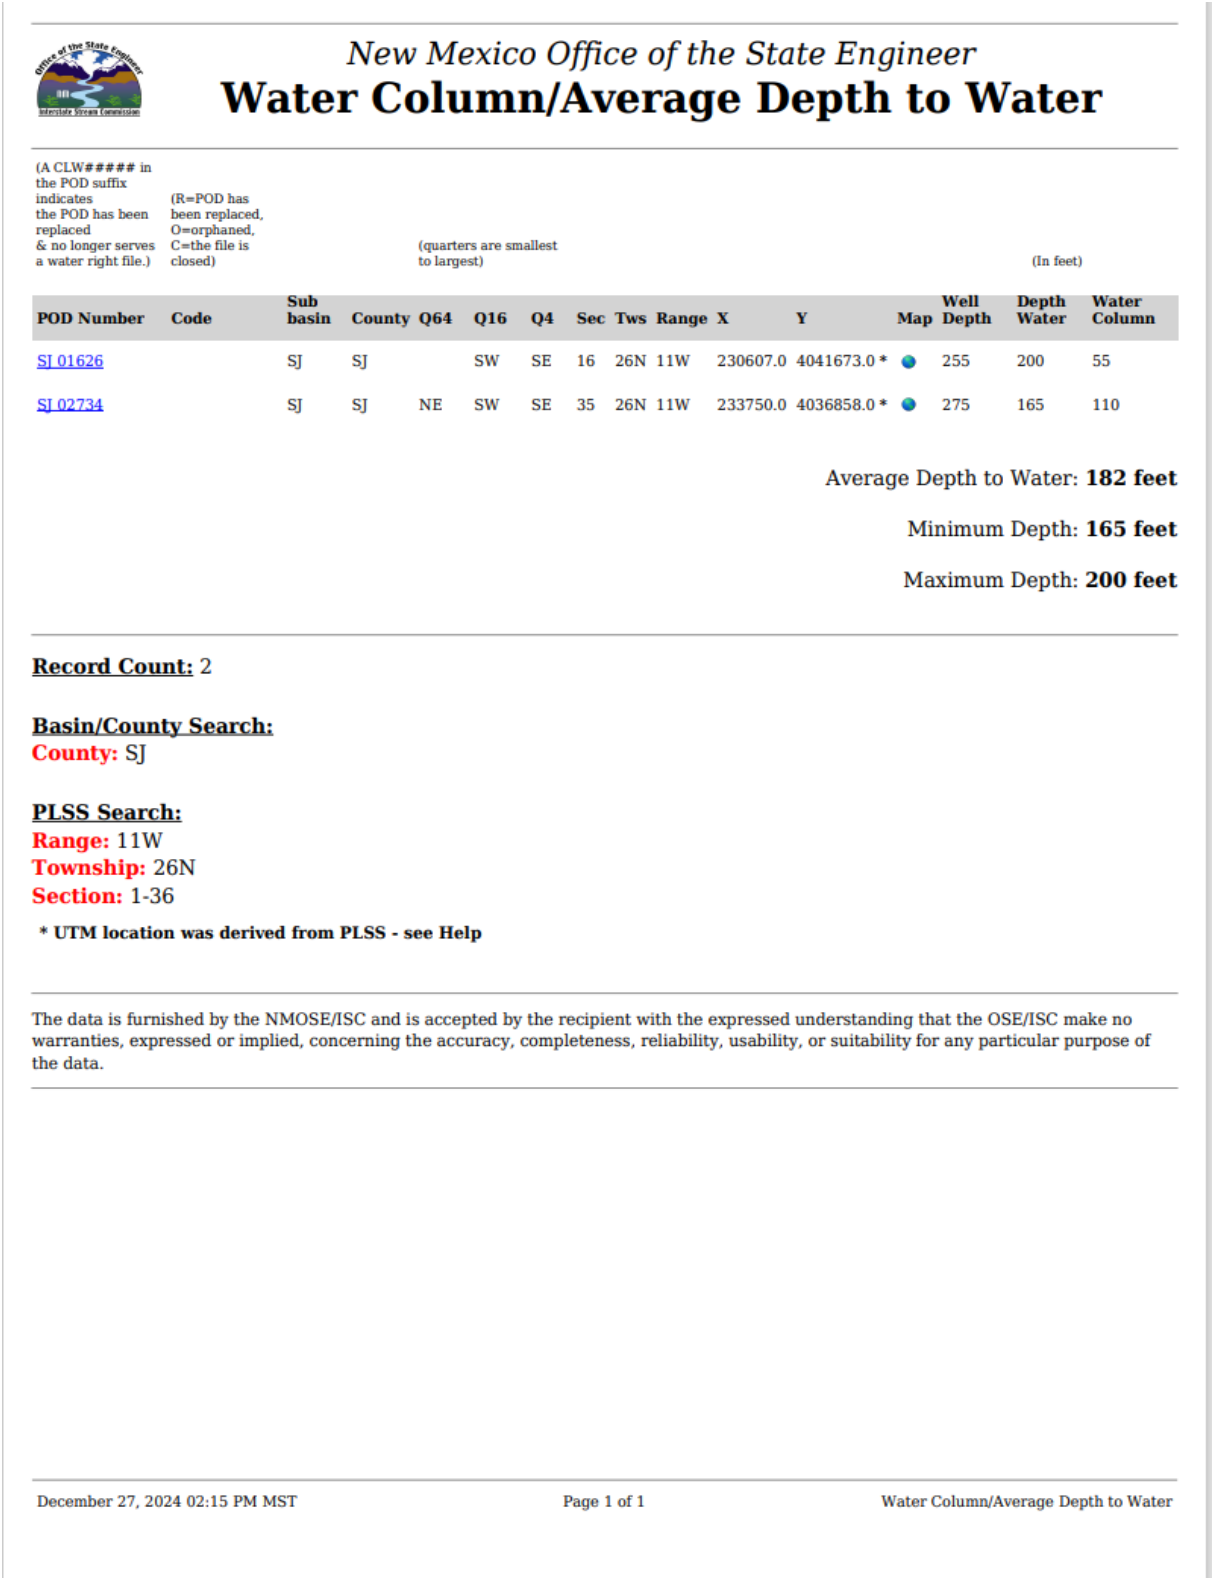 Office of the State Engineer
Interstate Stream Commission
New Mexico Office of the State Engineer
Water Column/Average Depth to Water
(A CLW##### in
the POD suffix
indicates
the POD has been
replaced
& no longer serves
a water right file.)
(R=POD has
been replaced,
O=orphaned,
C=the file is
closed)
(quarters are smallest
to largest)
(In feet)
POD Number Code Sub basin County Q64 Q16 Q4 Sec Tws Range X Y Map Well Depth Depth Water Water Column
SJ 01626 SJ SJ SW SE 16 26N 11W 230607.0 4041673.0 * 255 200 55
SJ 02734 SJ SJ NE SW SE 35 26N 11W 233750.0 4036858.0 * 275 165 110
Average Depth to Water: 182 feet
Minimum Depth: 165 feet
Maximum Depth: 200 feet
Record Count: 2
Basin/County Search:
County: SJ
PLSS Search:
Range: 11W
Township: 26N
Section: 1-36
* UTM location was derived from PLSS - see Help
The data is furnished by the NMOSE/ISC and is accepted by the recipient with the expressed understanding that the OSE/ISC make no
warranties, expressed or implied, concerning the accuracy, completeness, reliability, usability, or suitability for any particular purpose of
the data.
December 27, 2024 02:15 PM MST Page 1 of 1 Water Column/Average Depth to Water